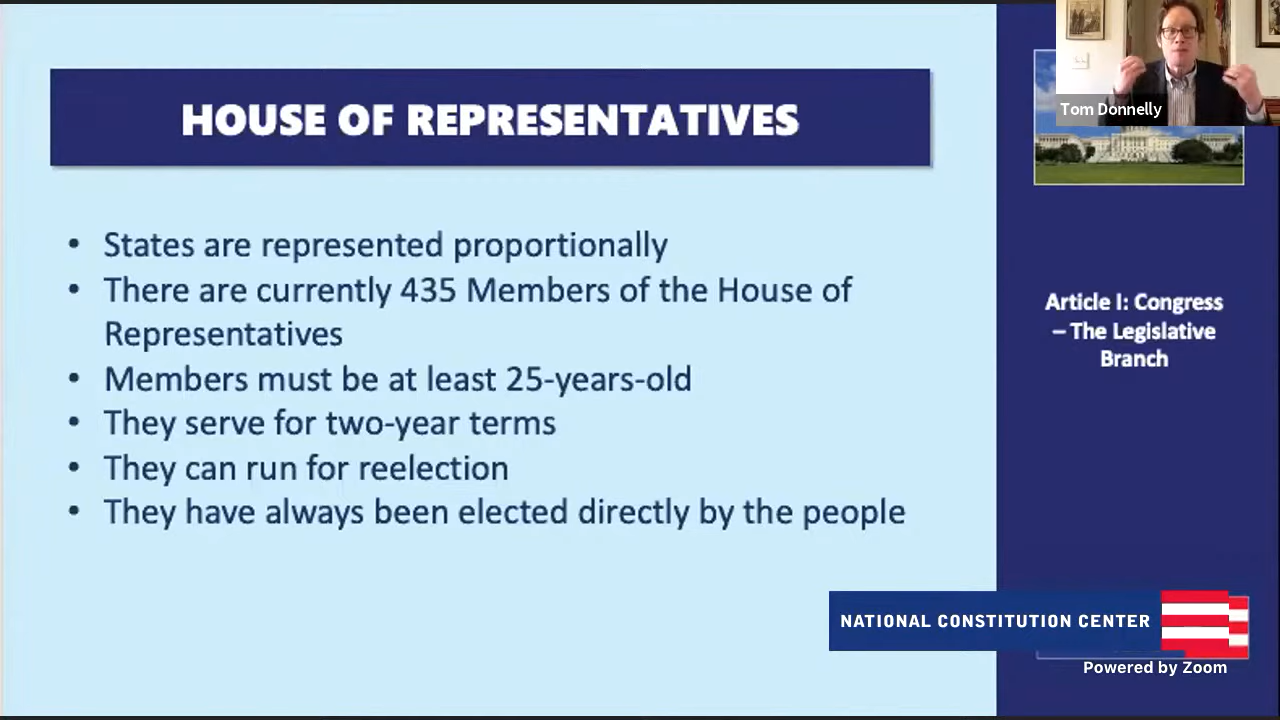 HOUSE OF REPRESENTATIVES
• States are represented proportionally
• There are currently 435 Members of the House of
Representatives
• Members must be at least 25-years-old
• They serve for two-year terms
• They can run for reelection
• They have always been elected directly by the people
Tom Donnelly
Article I: Congress
– The Legislative
Branch
NATIONAL CONSTITUTION CENTER
Powered by Zoom